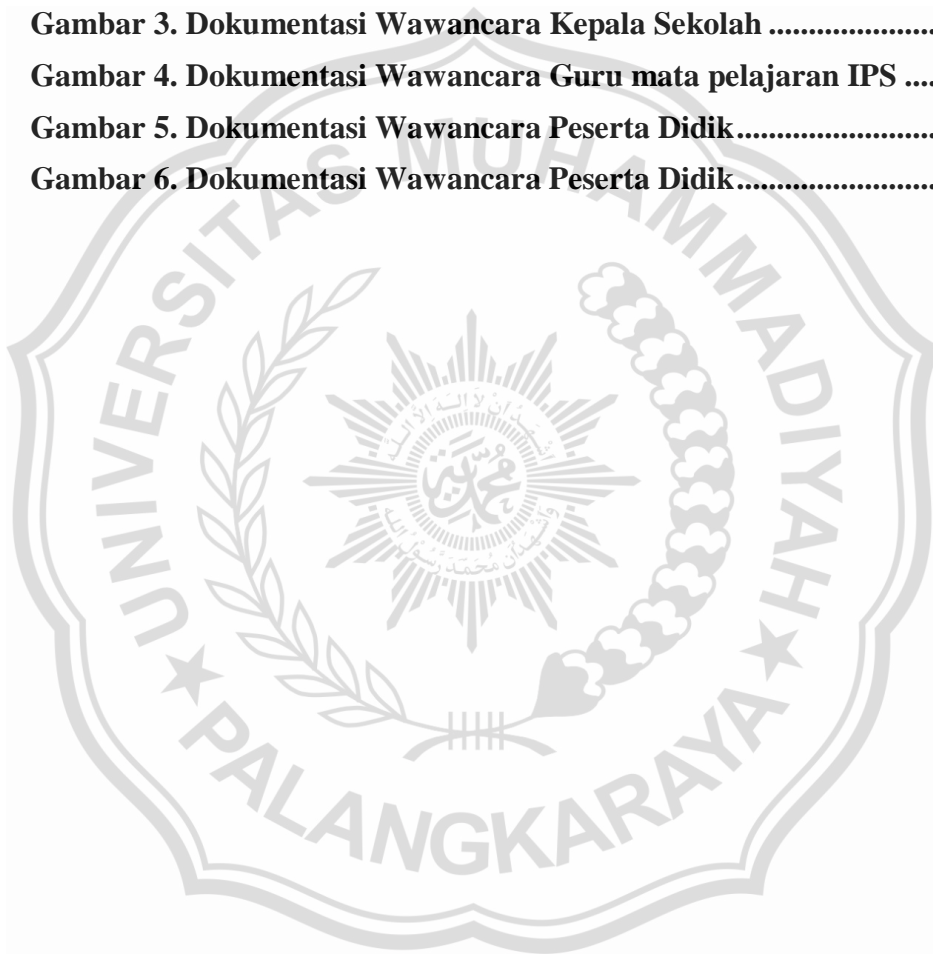 Gambar 3. Dokumentasi Wawancara Kepala Sekolah ......................
Gambar 4. Dokumentasi Wawancara Guru mata pelajaran IPS ....
Gambar 5. Dokumentasi Wawancara Peserta Didik..........................
Gambar 6. Dokumentasi Wawancara Peserta Didik..........................
UNIVERSITAS MUHAMMADIYAH
PALANGKARAYA